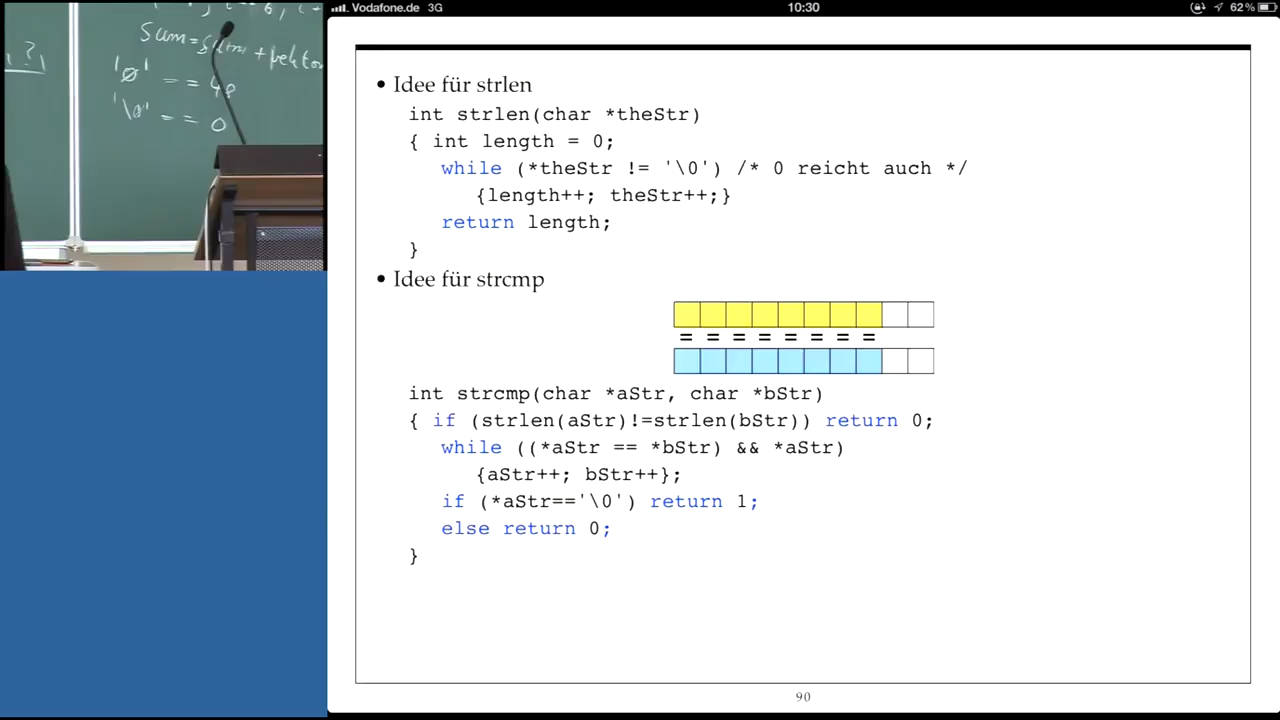 Sum=Sum + vektor
'0' == 48
'\0' == 0
Vodafone.de 3G 10:30 62%
• Idee für strlen
int strlen(char *theStr)
{ int length = 0;
while (*theStr != '\0') /* 0 reicht auch */
{length++; theStr++;}
return length;
}
• Idee für strcmp
= = = = = = = =
int strcmp(char *aStr, char *bStr)
{ if (strlen(aStr)!=strlen(bStr)) return 0;
while ((*aStr == *bStr) && *aStr)
{aStr++; bStr++};
if (*aStr=='\0') return 1;
else return 0;
}
90